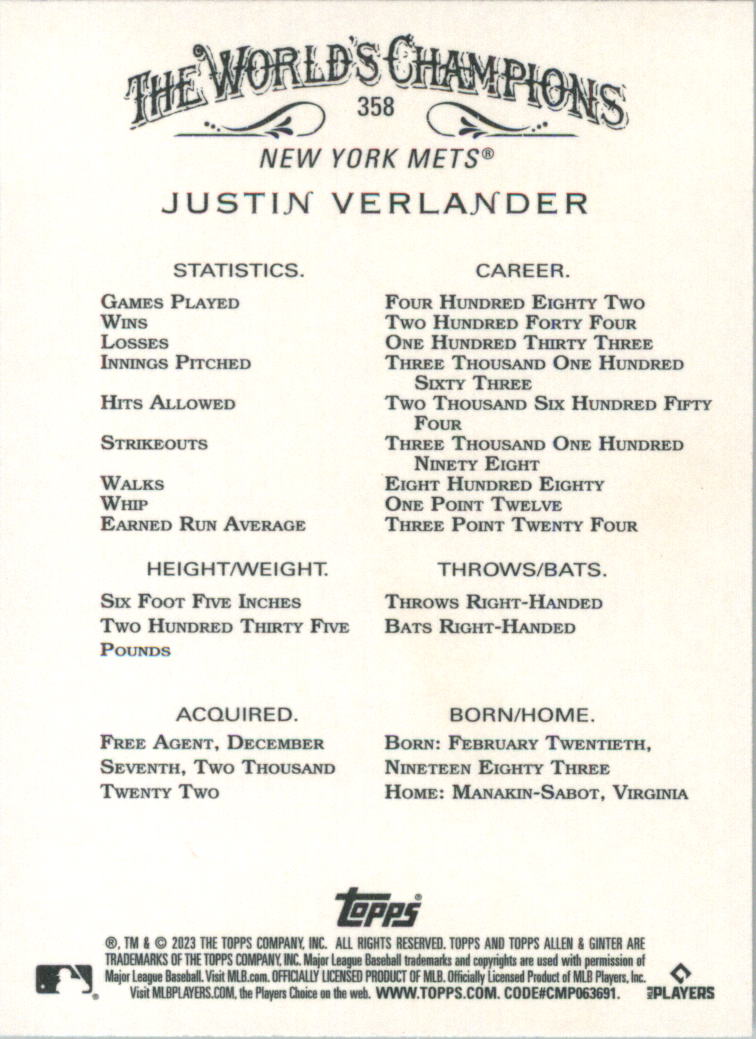 THE WORLD'S CHAMPIONS
358
NEW YORK METS®
JUSTIN VERLANDER
STATISTICS. CAREER.
GAMES PLAYED FOUR HUNDRED EIGHTY TWO
WINS TWO HUNDRED FORTY FOUR
LOSSES ONE HUNDRED THIRTY THREE
INNINGS PITCHED THREE THOUSAND ONE HUNDRED
SIXTY THREE
HITS ALLOWED TWO THOUSAND SIX HUNDRED FIFTY
FOUR
STRIKEOUTS THREE THOUSAND ONE HUNDRED
NINETY EIGHT
WALKS EIGHT HUNDRED EIGHTY
WHIP ONE POINT TWELVE
EARNED RUN AVERAGE THREE POINT TWENTY FOUR
HEIGHT/WEIGHT. THROWS/BATS.
SIX FOOT FIVE INCHES THROWS RIGHT-HANDED
TWO HUNDRED THIRTY FIVE BATS RIGHT-HANDED
POUNDS
ACQUIRED. BORN/HOME.
FREE AGENT, DECEMBER BORN: FEBRUARY TWENTIETH,
SEVENTH, TWO THOUSAND NINETEEN EIGHTY THREE
TWENTY TWO HOME: MANAKIN-SABOT, VIRGINIA
topps®
®, TM & © 2023 THE TOPPS COMPANY, INC. ALL RIGHTS RESERVED. TOPPS AND TOPPS ALLEN & GINTER ARE
TRADEMARKS OF THE TOPPS COMPANY, INC. Major League Baseball trademarks and copyrights are used with permission of
Major League Baseball. Visit MLB.com. OFFICIALLY LICENSED PRODUCT OF MLB. Officially Licensed Product of MLB Players, Inc.
Visit MLBPLAYERS.COM, the Players Choice on the web. WWW.TOPPS.COM. CODE#CMP063691.
MLB PLAYERS